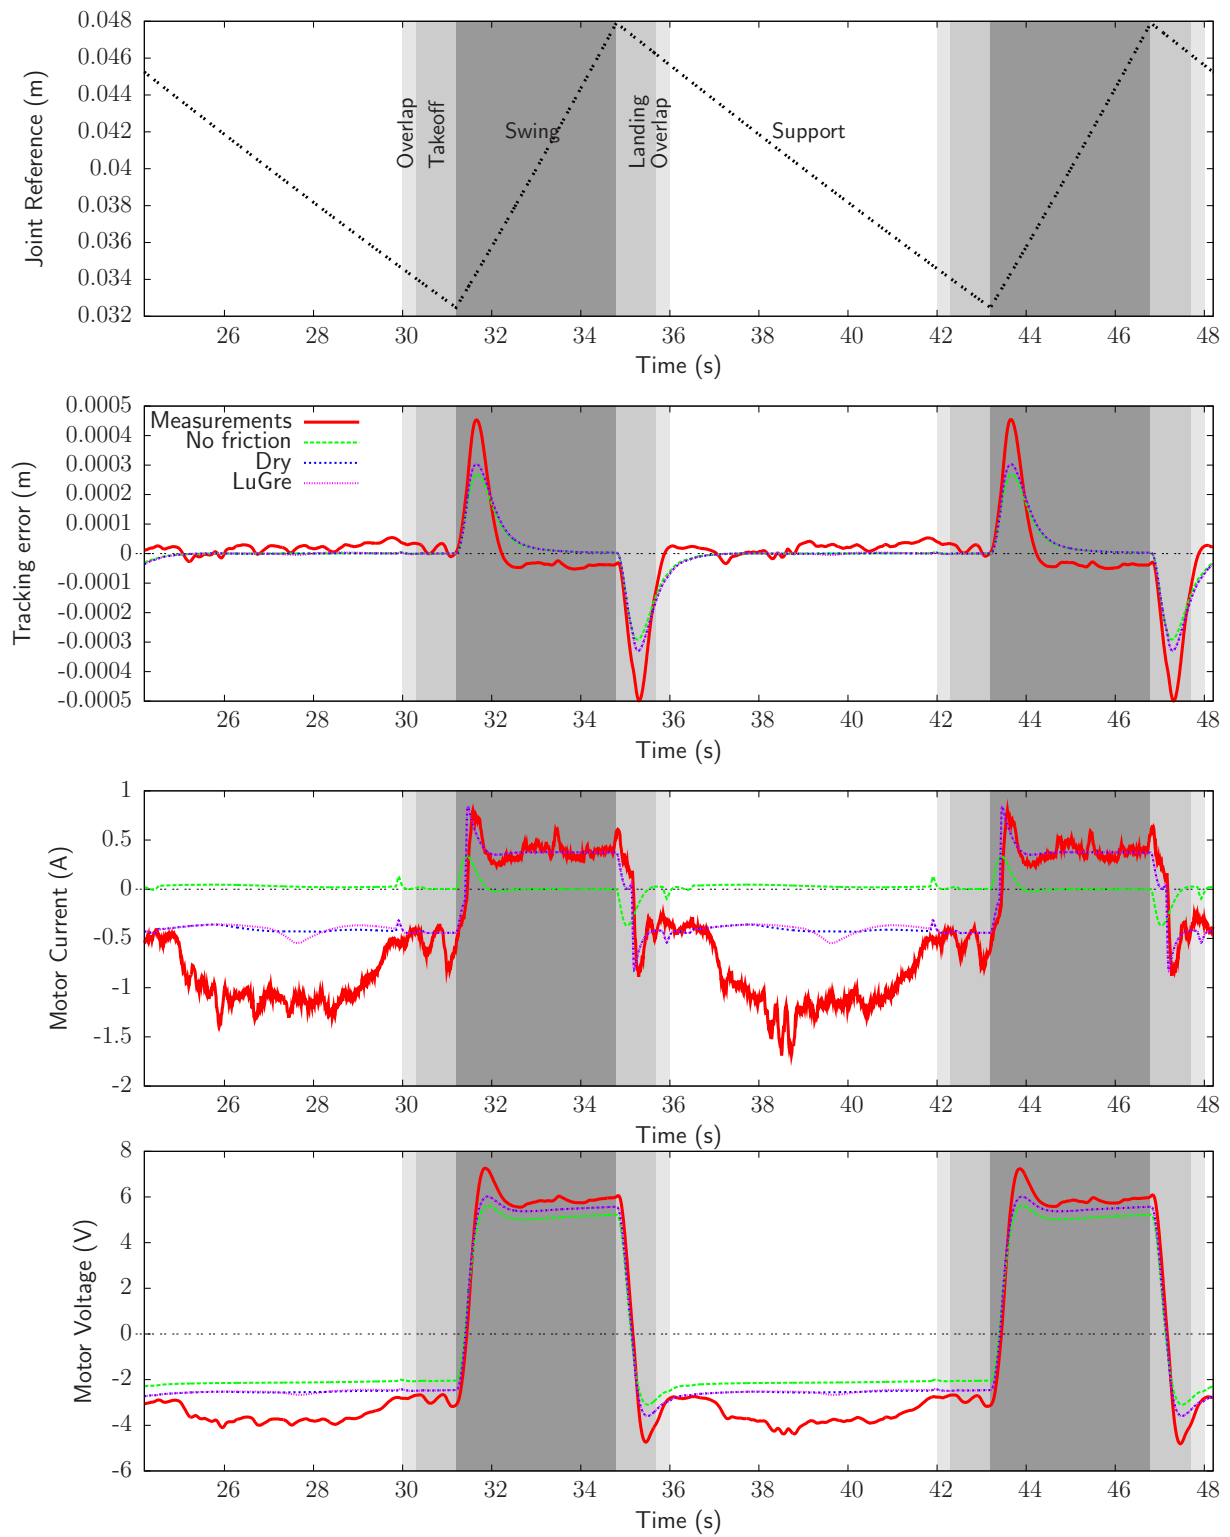 0.048
0.046
0.044
0.042
0.04
0.038
0.036
0.034
0.032
Joint Reference (m)
Overlap
Takeoff
Swing
Landing
Overlap
Support
26 28 30 32 34 36 38 40 42 44 46 48
Time (s)
0.0005
0.0004
0.0003
0.0002
0.0001
0
-0.0001
-0.0002
-0.0003
-0.0004
-0.0005
Tracking error (m)
Measurements
No friction
Dry
LuGre
26 28 30 32 34 36 38 40 42 44 46 48
Time (s)
1
0.5
0
-0.5
-1
-1.5
-2
Motor Current (A)
26 28 30 32 34 36 38 40 42 44 46 48
Time (s)
8
6
4
2
0
-2
-4
-6
Motor Voltage (V)
26 28 30 32 34 36 38 40 42 44 46 48
Time (s)